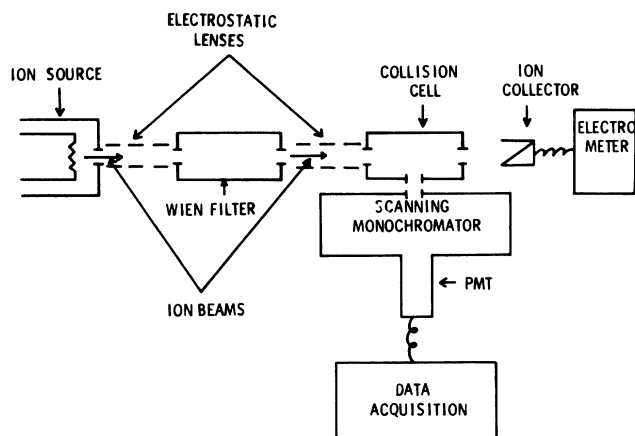 ELECTROSTATIC
LENSES
ION SOURCE
COLLISION
CELL
ION
COLLECTOR
ELECTRO
METER
WIEN FILTER
SCANNING
MONOCHROMATOR
PMT
ION BEAMS
DATA
ACQUISITION